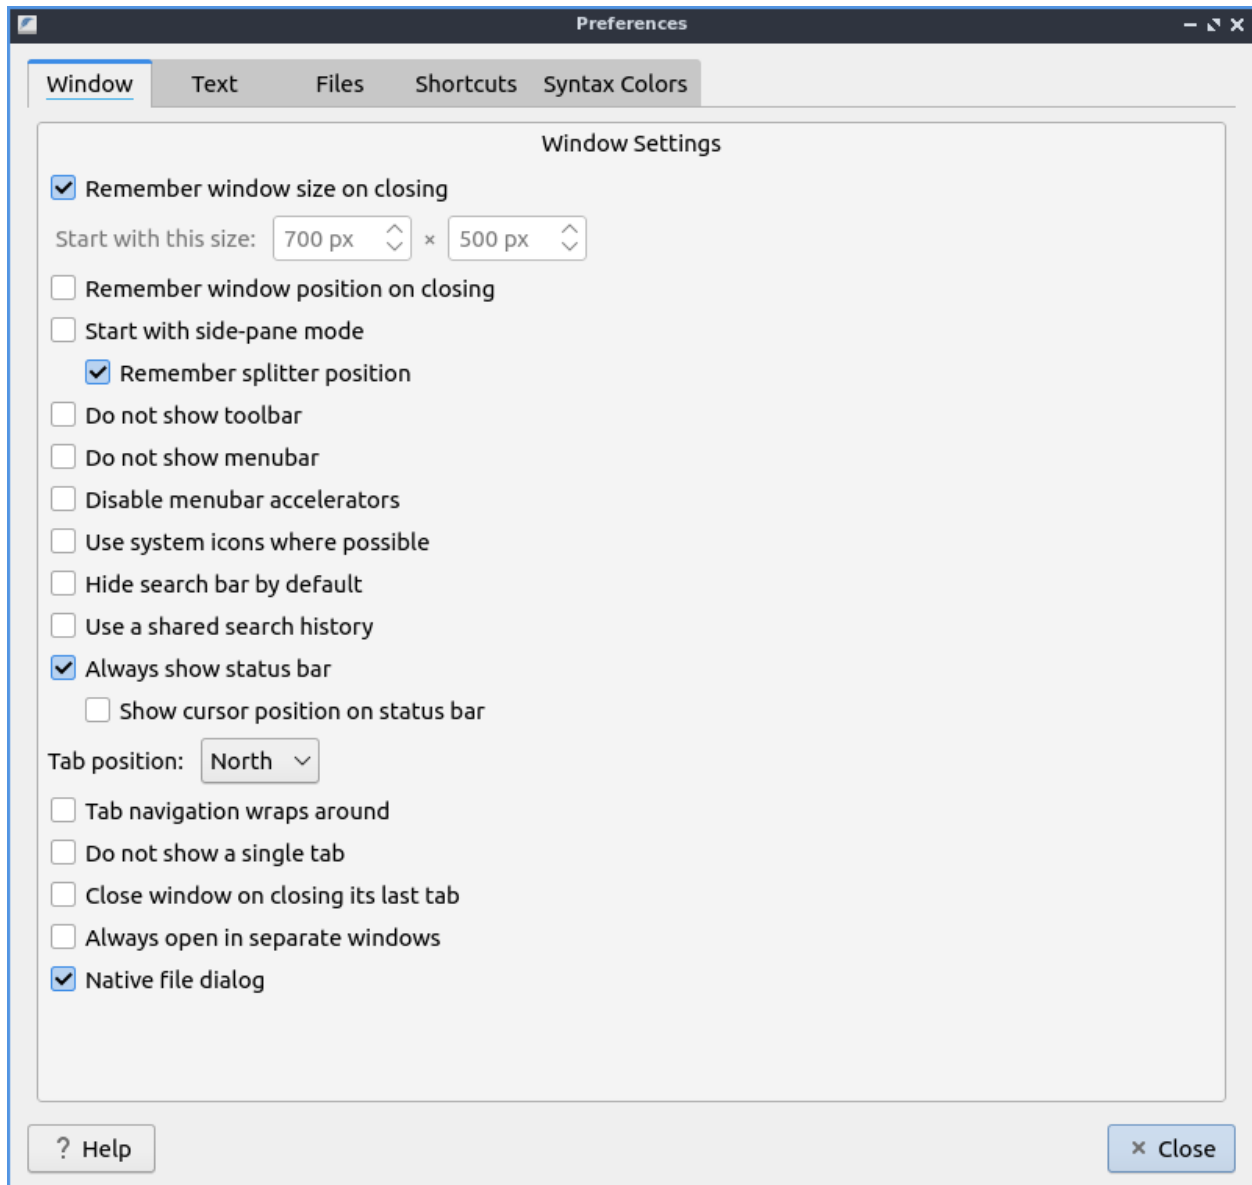 Preferences
Window Text Files Shortcuts Syntax Colors
Window Settings
Remember window size on closing
Start with this size: 700 px × 500 px
Remember window position on closing
Start with side-pane mode
Remember splitter position
Do not show toolbar
Do not show menubar
Disable menubar accelerators
Use system icons where possible
Hide search bar by default
Use a shared search history
Always show status bar
Show cursor position on status bar
Tab position: North
Tab navigation wraps around
Do not show a single tab
Close window on closing its last tab
Always open in separate windows
Native file dialog
? Help × Close